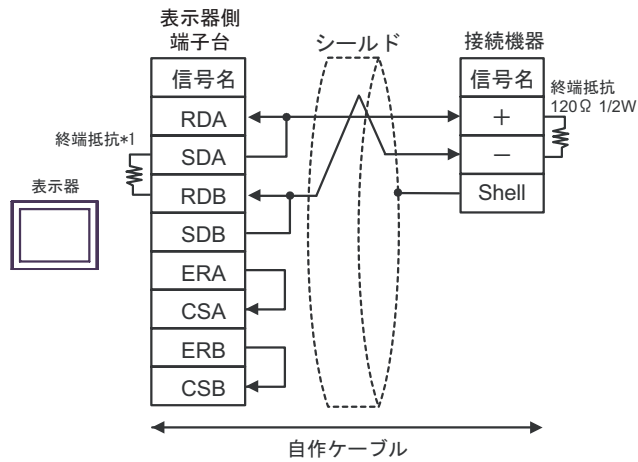 表示器側
端子台
シールド
接続機器
信号名
信号名
終端抵抗
120Ω 1/2W
RDA
+
終端抵抗*1
SDA
−
表示器
RDB
Shell
SDB
ERA
CSA
ERB
CSB
自作ケーブル